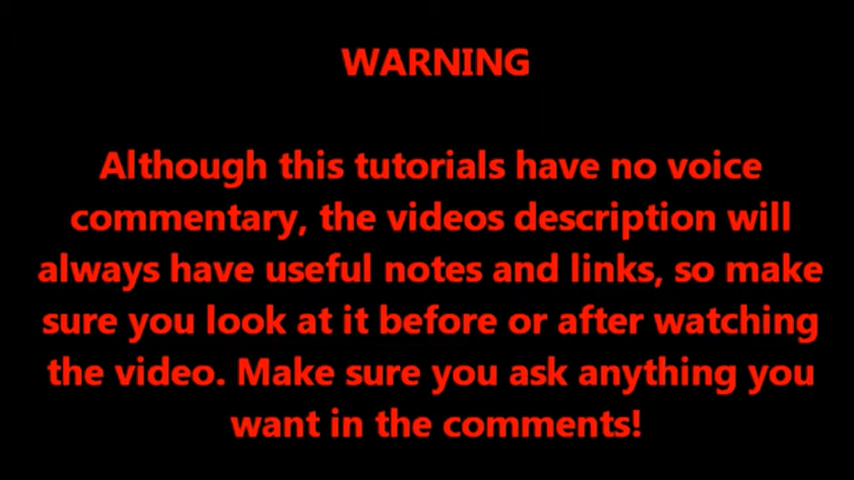 WARNING
Although this tutorials have no voice
commentary, the videos description will
always have useful notes and links, so make
sure you look at it before or after watching
the video. Make sure you ask anything you
want in the comments!